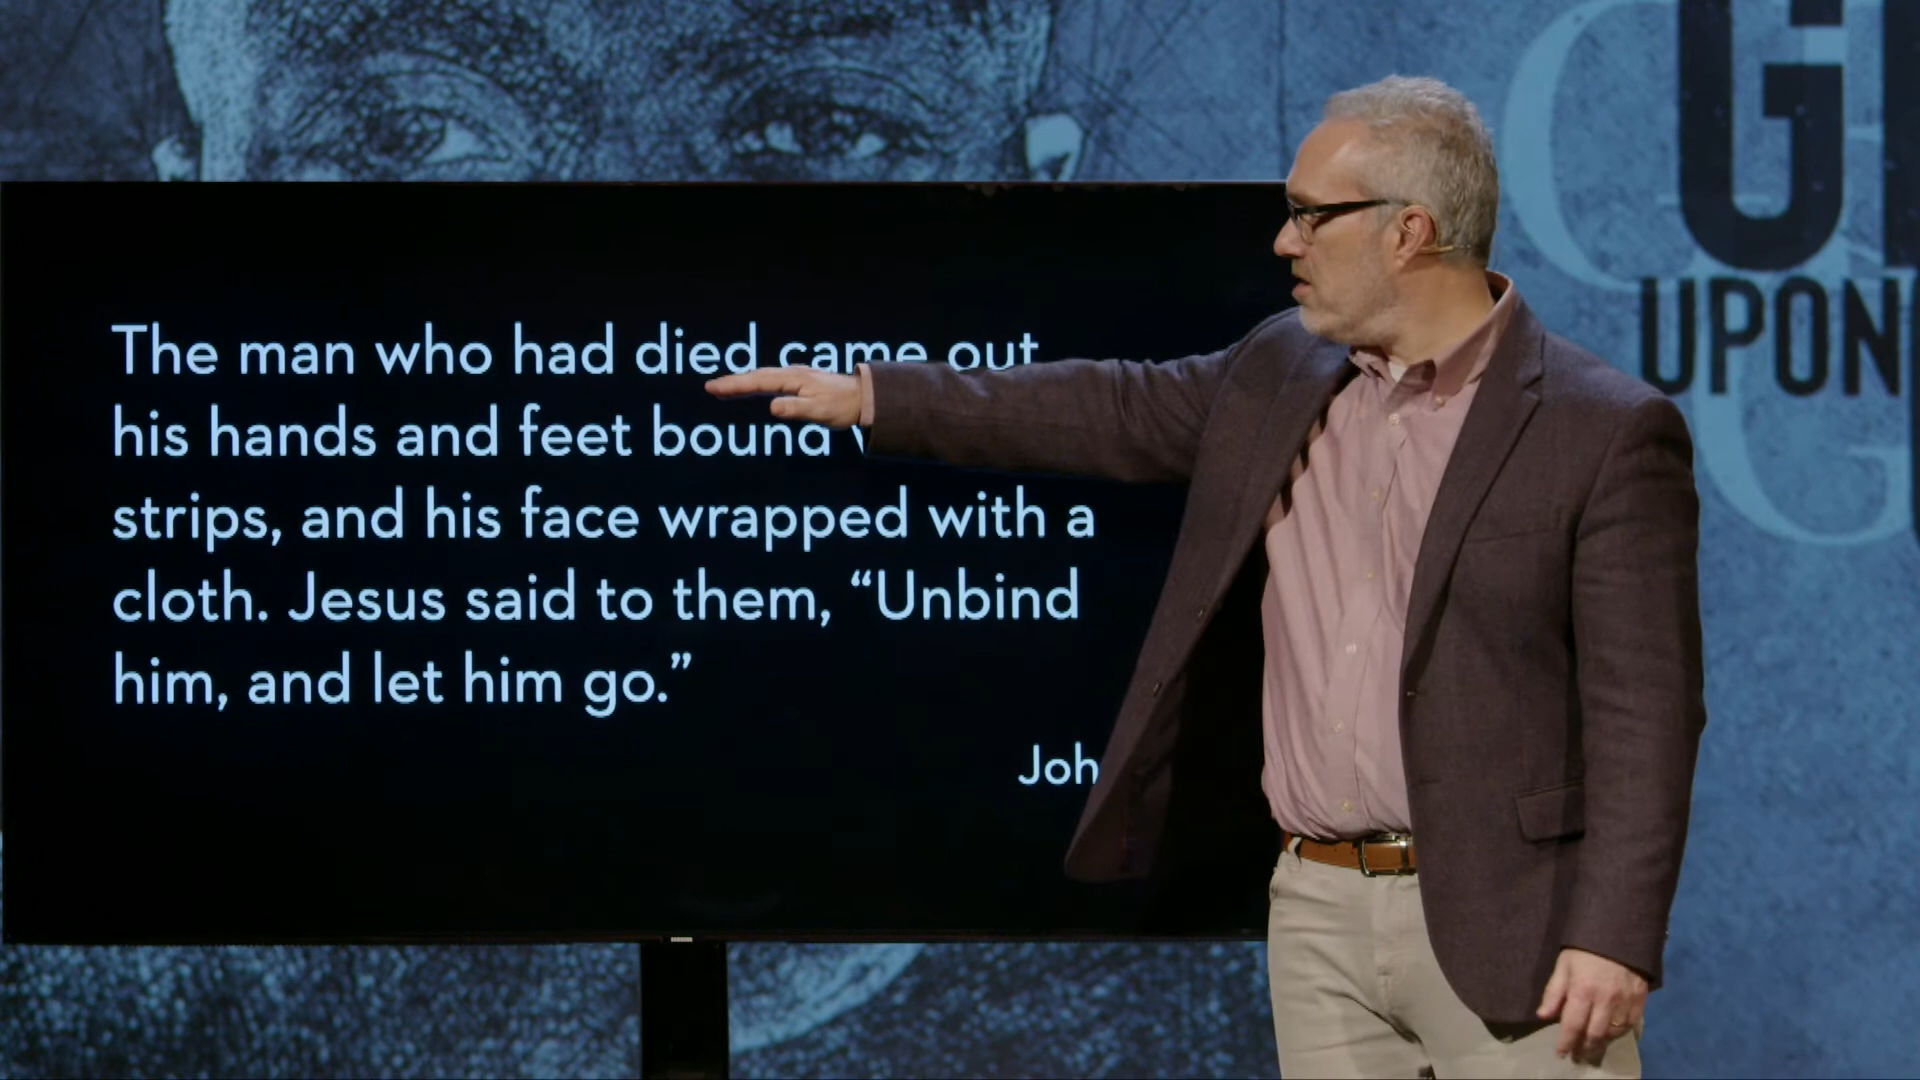 The man who had died came out
his hands and feet bound
strips, and his face wrapped with a
cloth. Jesus said to them, “Unbind
him, and let him go.”
Joh
G
UPON